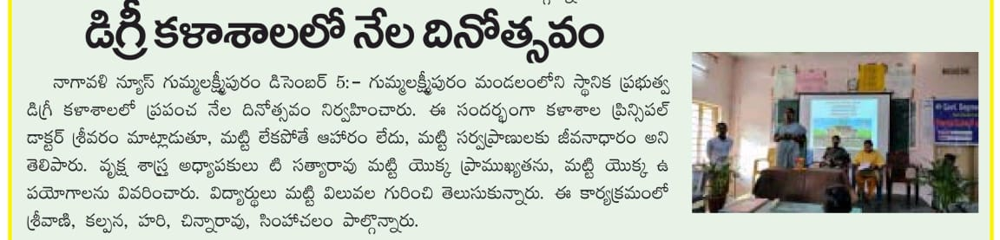 డిగ్రీ కళాశాలలో నేల దినోత్సవం
నాగావళి న్యూస్ గుమ్మలక్ష్మీపురం డిసెంబర్ 5:- గుమ్మలక్ష్మీపురం మండలంలోని స్థానిక ప్రభుత్వ
డిగ్రీ కళాశాలలో ప్రపంచ నేల దినోత్సవం నిర్వహించారు. ఈ సందర్భంగా కళాశాల ప్రిన్సిపల్
డాక్టర్ శ్రీవరం మాట్లాడుతూ, మట్టి లేకపోతే ఆహారం లేదు, మట్టి సర్వప్రాణులకు జీవనాధారం అని
తెలిపారు. వృక్ష శాస్త్ర అధ్యాపకులు టి సత్యారావు మట్టి యొక్క ప్రాముఖ్యతను, మట్టి యొక్క ఉ
పయోగాలను వివరించారు. విద్యార్థులు మట్టి విలువల గురించి తెలుసుకున్నారు. ఈ కార్యక్రమంలో
శ్రీవాణి, కల్పన, హరి, చిన్నారావు, సింహాచలం పాల్గొన్నారు.
Govt. Degree